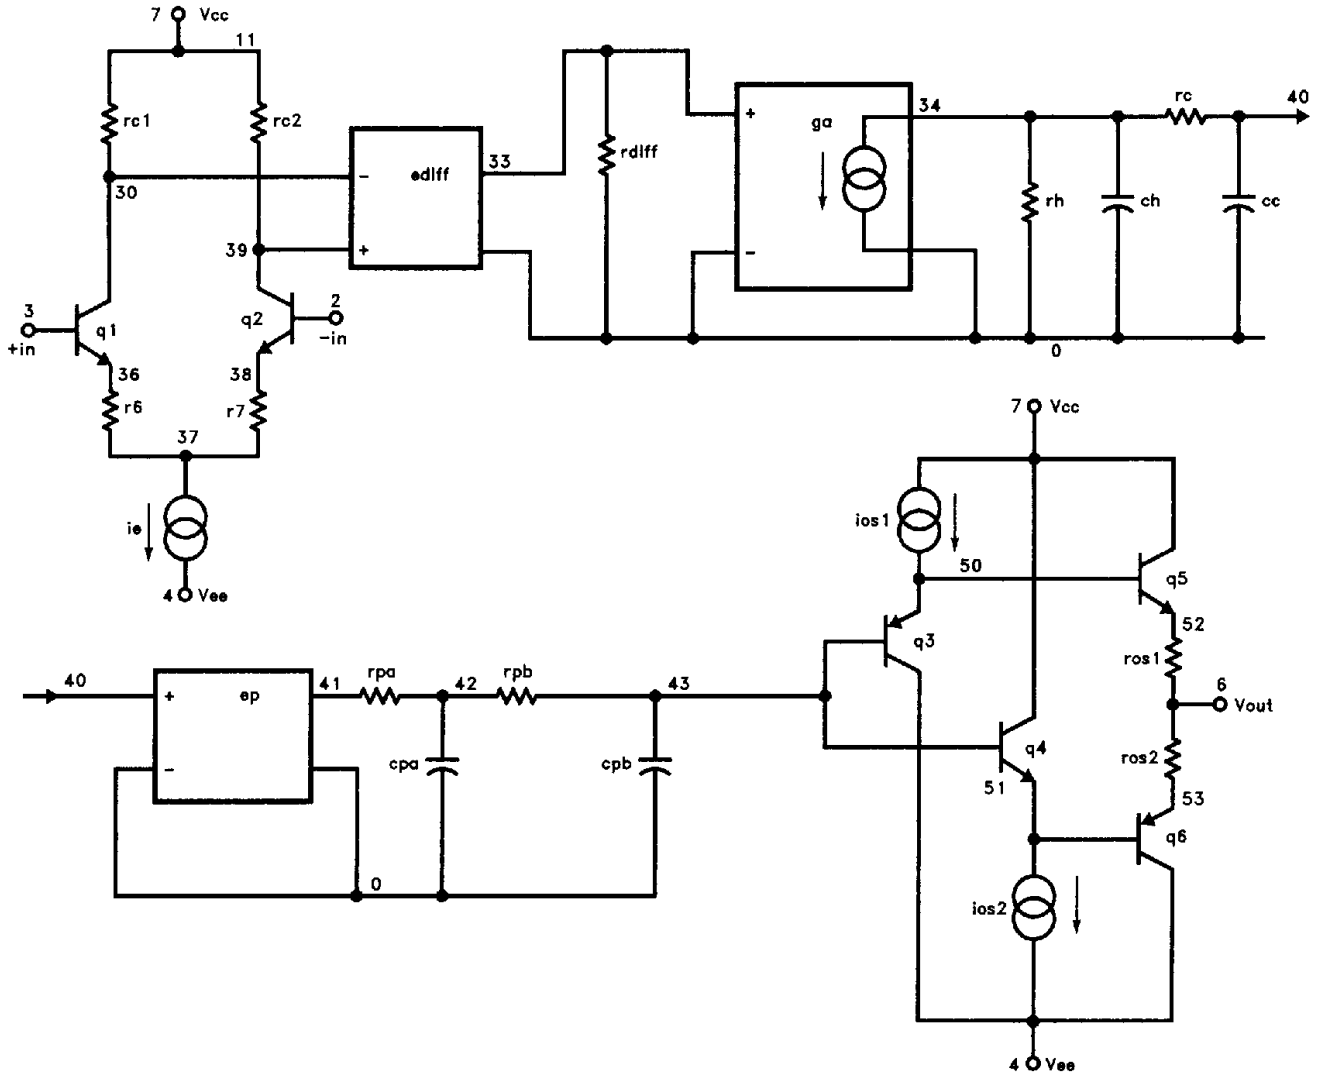 7 Vcc
11
rc1
rc2
30
39
ediff
-
+
33
rdiff
+
-
ga
34
rc
40
rh
ch
cc
0
3
+in
q1
q2
2
-in
36
38
r6
r7
37
ie
4 Vee
40
+
-
ep
41
rpa
42
rpb
43
cpa
cpb
0
7 Vcc
ios1
50
q3
q5
52
ros1
6
Vout
q4
51
ros2
53
q6
ios2
4 Vee